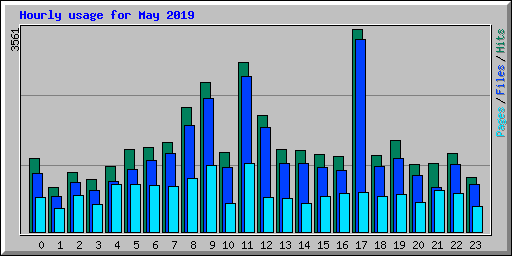 Hourly usage for May 2019
3561
Pages / Files / Hits
0 1 2 3 4 5 6 7 8 9 10 11 12 13 14 15 16 17 18 19 20 21 22 23